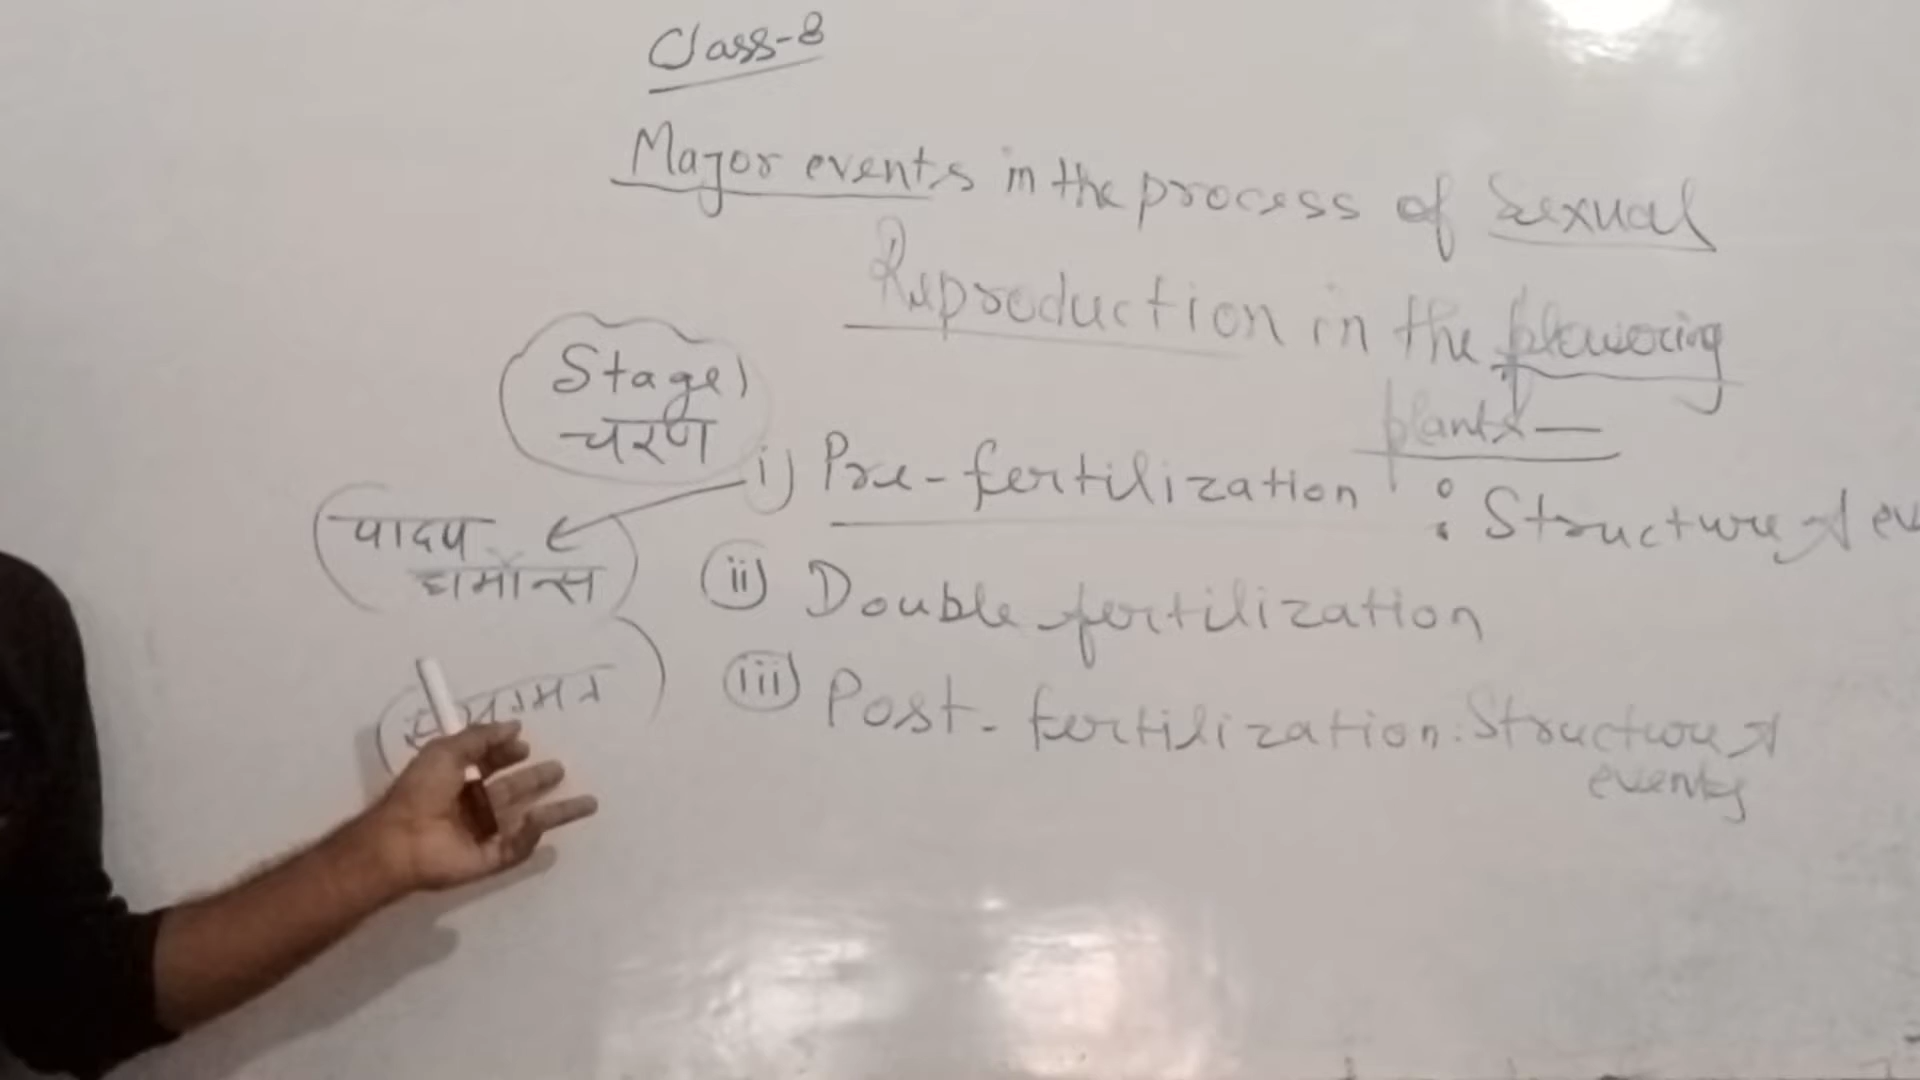 Class-8
Major events in the process of Sexual
Reproduction in the flowering
plants —
Stage
चरण
i) Pre-fertilization : Structure
पादप
हार्मोन्स
ii) Double fertilization
iii) Post-fertilization: Structure
events